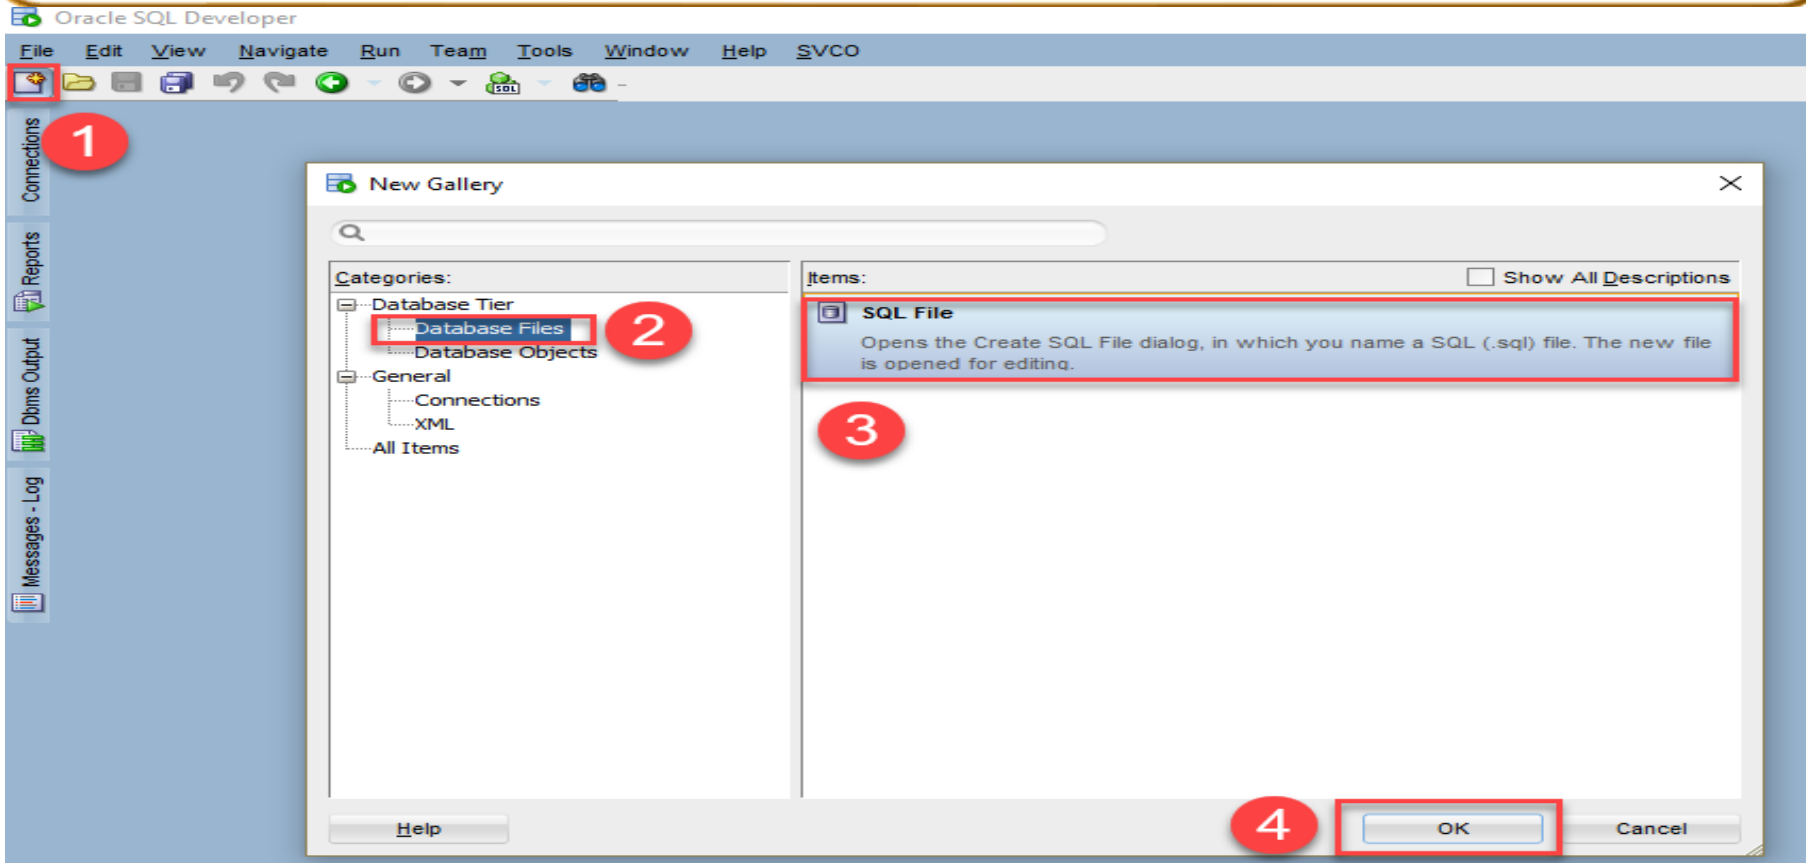 Oracle SQL Developer
File Edit View Navigate Run Team Tools Window Help SVCO
SQL
1
Connections
Reports
Dbms Output
Messages - Log
New Gallery
Categories:
Database Tier
Database Files
2
Database Objects
General
Connections
XML
All Items
Items:
Show All Descriptions
SQL File
Opens the Create SQL File dialog, in which you name a SQL (.sql) file. The new file
is opened for editing.
3
Help
4
OK
Cancel